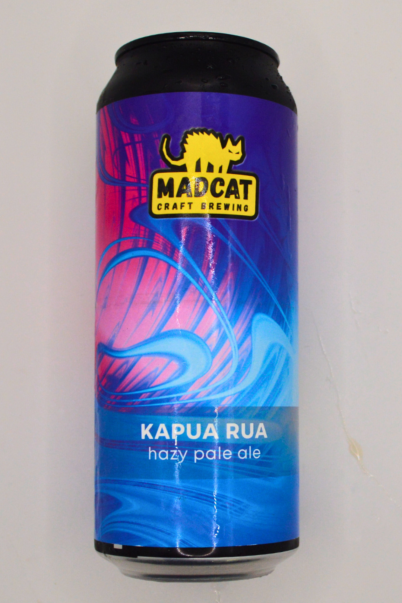 MADCAT
CRAFT BREWING
KAPUA RUA
hazy pale ale